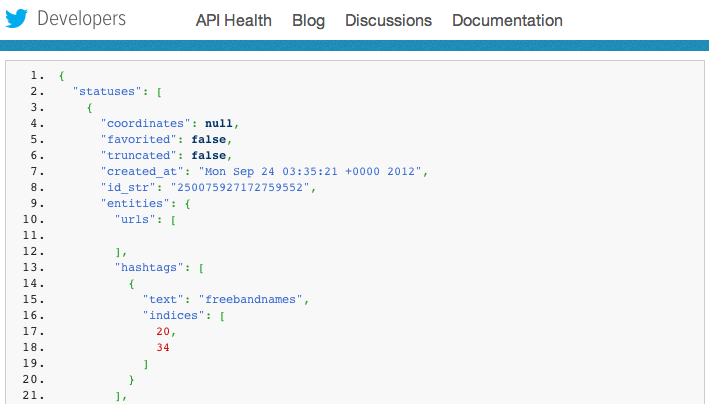 Developers API Health Blog Discussions Documentation
1. {
2. "statuses": [
3. {
4. "coordinates": null,
5. "favorited": false,
6. "truncated": false,
7. "created_at": "Mon Sep 24 03:35:21 +0000 2012",
8. "id_str": "250075927172759552",
9. "entities": {
10. "urls": [
11.
12. ],
13. "hashtags": [
14. {
15. "text": "freebandnames",
16. "indices": [
17. 20,
18. 34
19. ]
20. }
21. ],